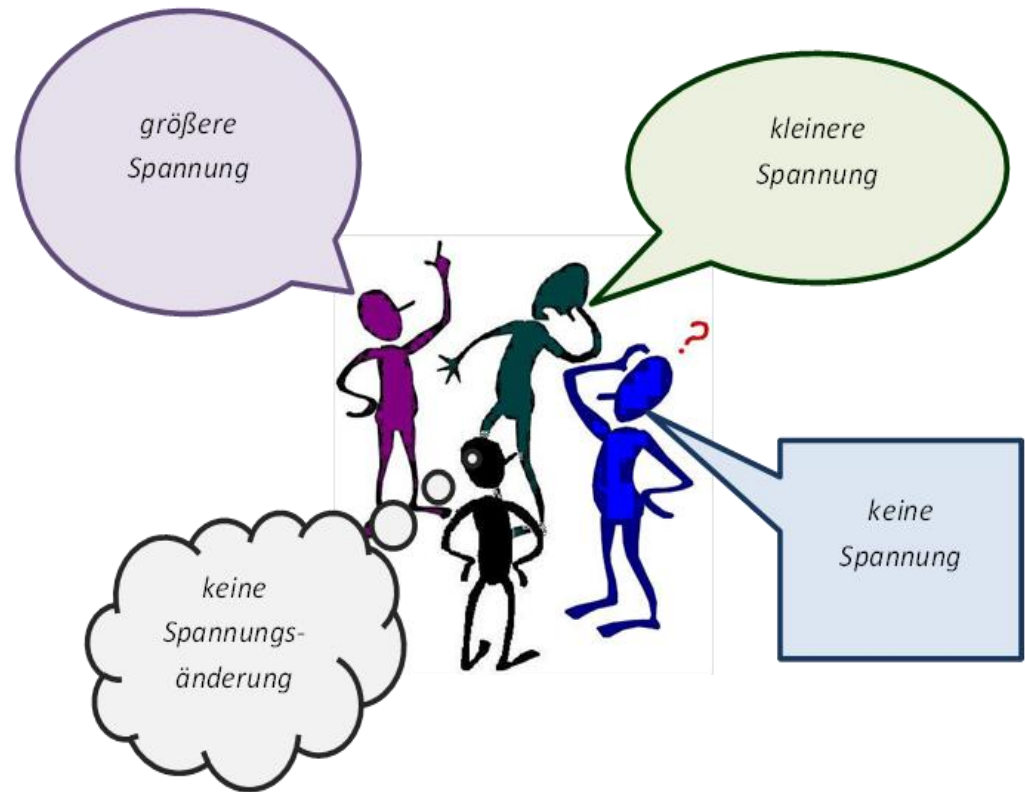 größere
Spannung
kleinere
Spannung
?
keine
Spannung
keine
Spannungs-
änderung